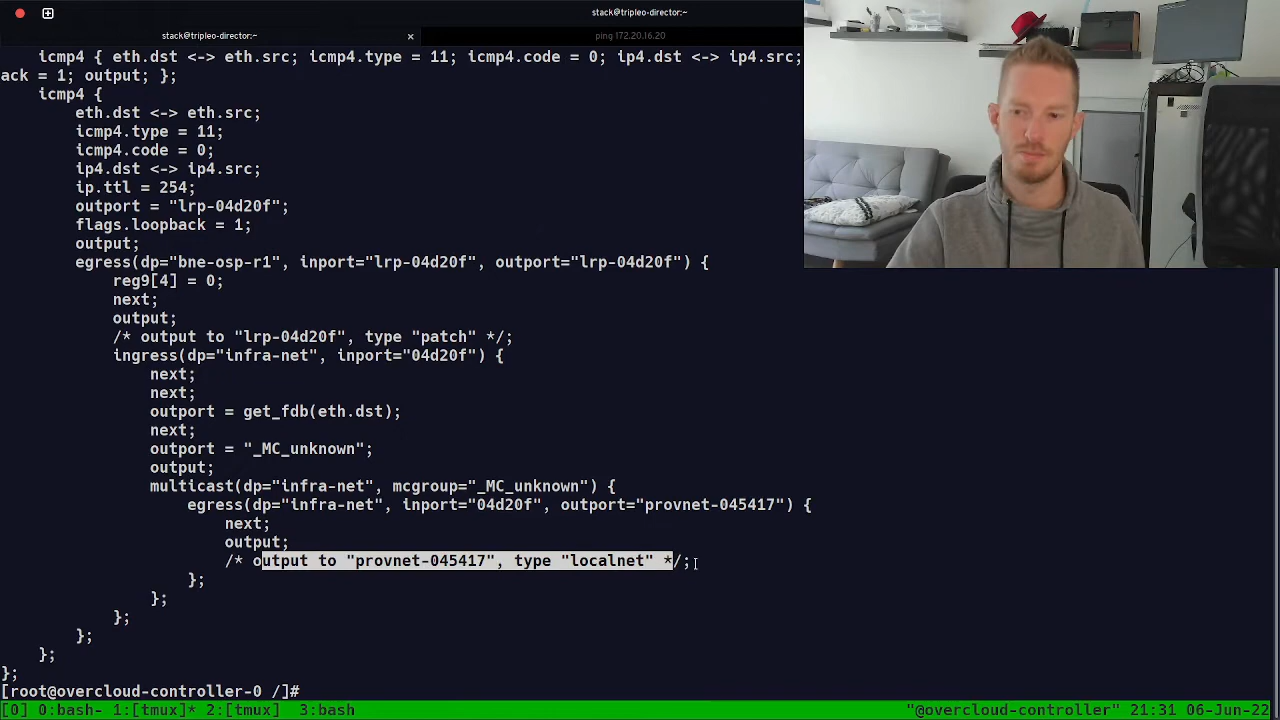 stack@tripleo-director:~
stack@tripleo-director:~ × ping 172.20.16.20
icmp4 { eth.dst <-> eth.src; icmp4.type = 11; icmp4.code = 0; ip4.dst <-> ip4.src;
ack = 1; output; };
icmp4 {
eth.dst <-> eth.src;
icmp4.type = 11;
icmp4.code = 0;
ip4.dst <-> ip4.src;
ip.ttl = 254;
outport = "lrp-04d20f";
flags.loopback = 1;
output;
egress(dp="bne-osp-r1", inport="lrp-04d20f", outport="lrp-04d20f") {
reg9[4] = 0;
next;
output;
/* output to "lrp-04d20f", type "patch" */;
ingress(dp="infra-net", inport="04d20f") {
next;
next;
outport = get_fdb(eth.dst);
next;
outport = "_MC_unknown";
output;
multicast(dp="infra-net", mcgroup="_MC_unknown") {
egress(dp="infra-net", inport="04d20f", outport="provnet-045417") {
next;
output;
/* output to "provnet-045417", type "localnet" */;
};
};
};
};
};
};
[root@overcloud-controller-0 /]#
[0] 0:bash- 1:[tmux]* 2:[tmux] 3:bash "@overcloud-controller" 21:31 06-Jun-22